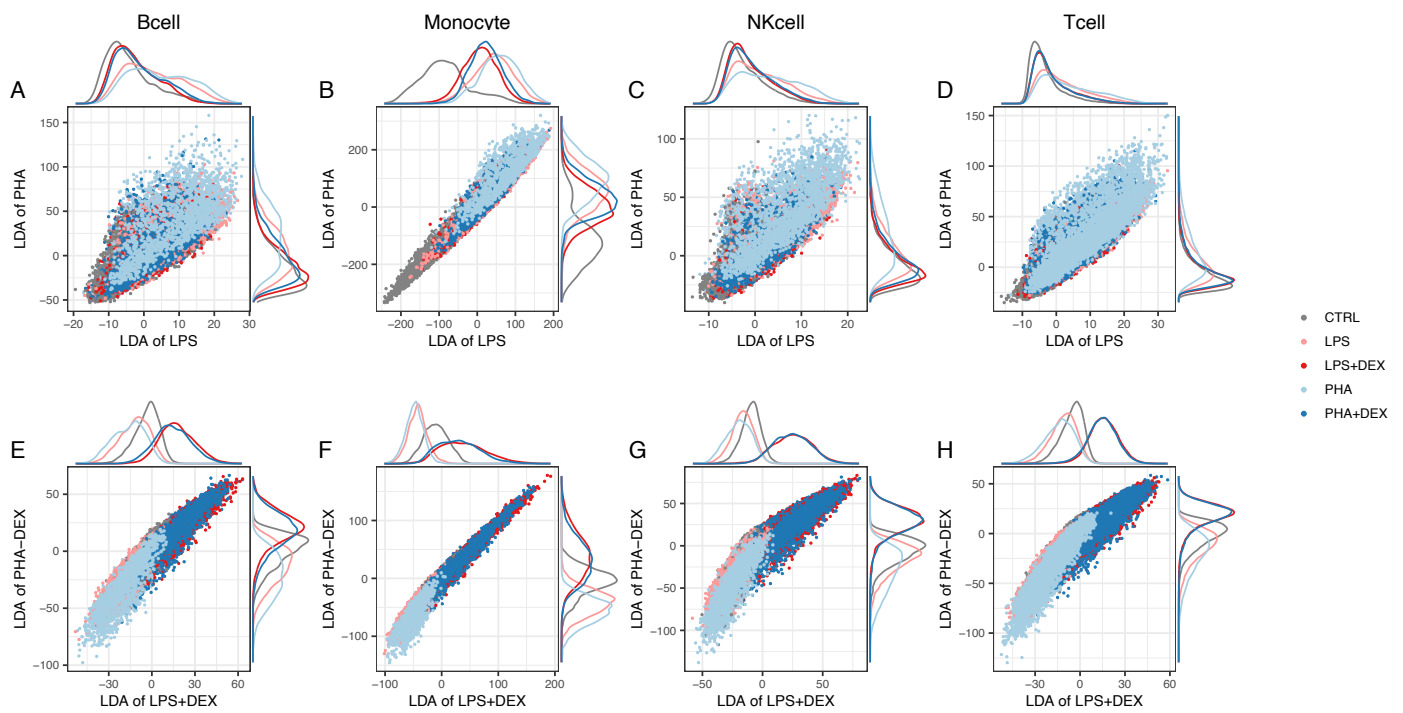 Bcell
Monocyte
NKcell
Tcell
A
B
C
D
150
100
50
0
−50
LDA of PHA
−20 −10 0 10 20 30
LDA of LPS
200
0
−200
LDA of PHA
−200 −100 0 100 200
LDA of LPS
100
50
0
LDA of PHA
−10 0 10 20
LDA of LPS
150
100
50
0
LDA of PHA
−10 0 10 20 30
LDA of LPS
CTRL
LPS
LPS+DEX
PHA
PHA+DEX
E
F
G
H
50
0
−50
−100
LDA of PHA−DEX
−30 0 30 60
LDA of LPS+DEX
100
0
−100
LDA of PHA−DEX
−100 0 100 200
LDA of LPS+DEX
50
0
−50
−100
LDA of PHA−DEX
−50 0 50
LDA of LPS+DEX
50
0
−50
−100
LDA of PHA−DEX
−30 0 30 60
LDA of LPS+DEX